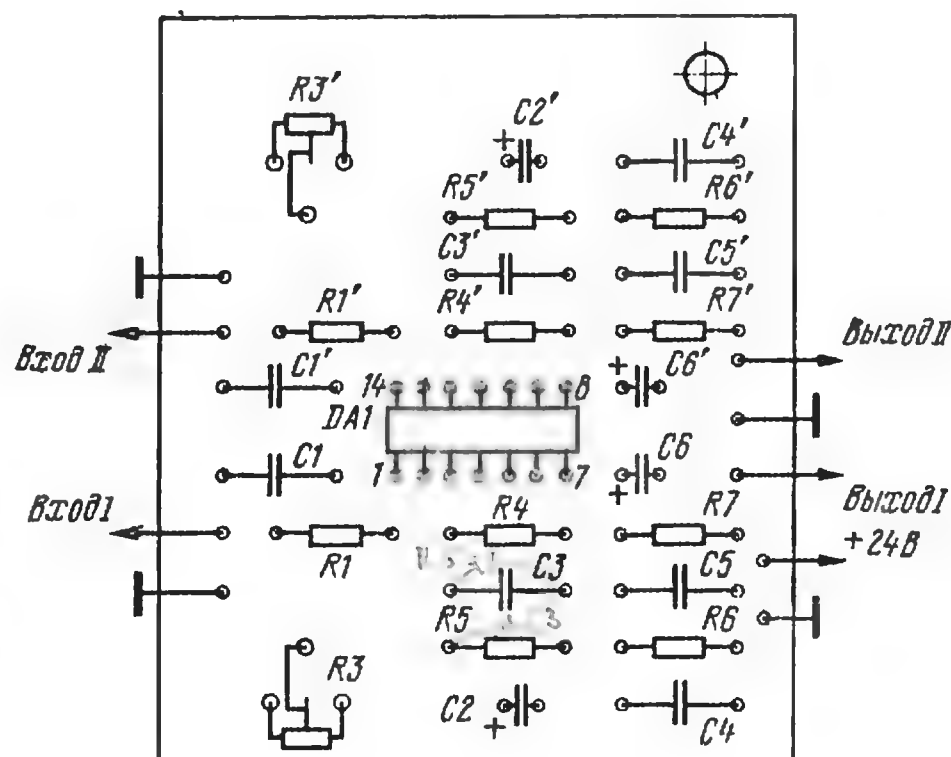 R3'
C2'
C4'
R5'
R6'
C3'
C5'
R1'
R4'
R7'
Вход II
Выход II
C1'
14
8
+
C6'
DA1
C1
1
7
+
C6
Вход I
R4
R7
Выход I
+24В
R1
C3
C5
R5
R6
R3
C2
+
C4
+